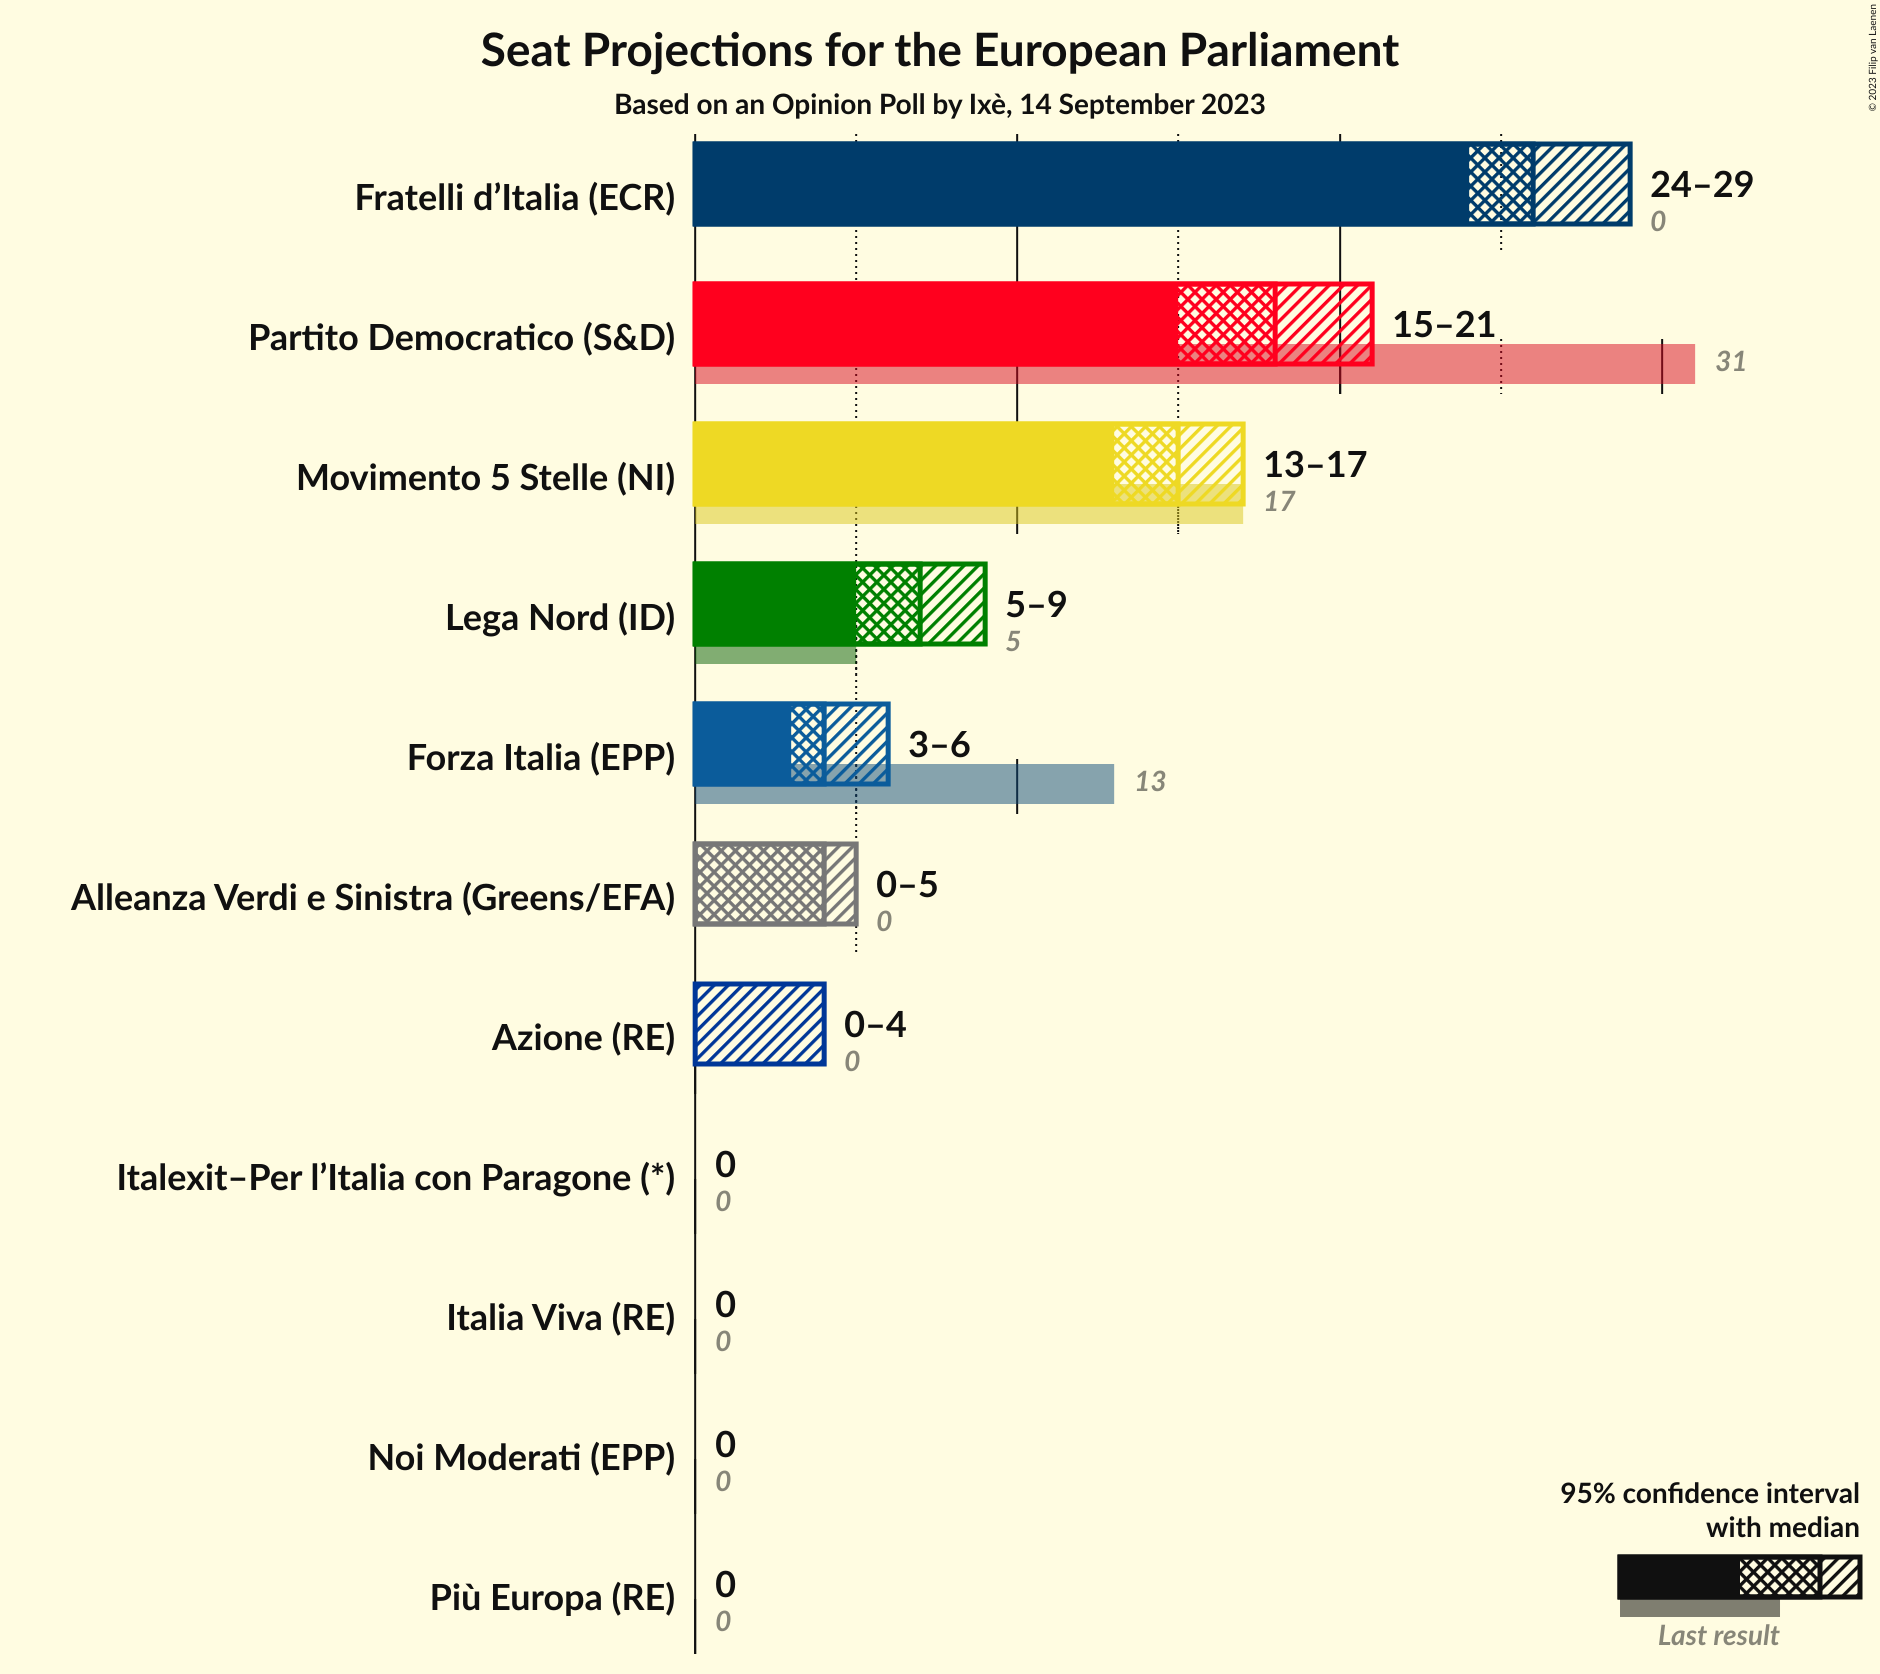 Seat Projections for the European Parliament
Based on an Opinion Poll by Ixè, 14 September 2023
© 2023 Filip van Laenen
Fratelli d’Italia (ECR)
24–29
0
Partito Democratico (S&D)
15–21
31
Movimento 5 Stelle (NI)
13–17
17
Lega Nord (ID)
5–9
5
Forza Italia (EPP)
3–6
13
Alleanza Verdi e Sinistra (Greens/EFA)
0–5
0
Azione (RE)
0–4
0
Italexit–Per l’Italia con Paragone (*)
0
0
Italia Viva (RE)
0
0
Noi Moderati (EPP)
0
0
Più Europa (RE)
0
0
95% confidence interval
with median
Last result